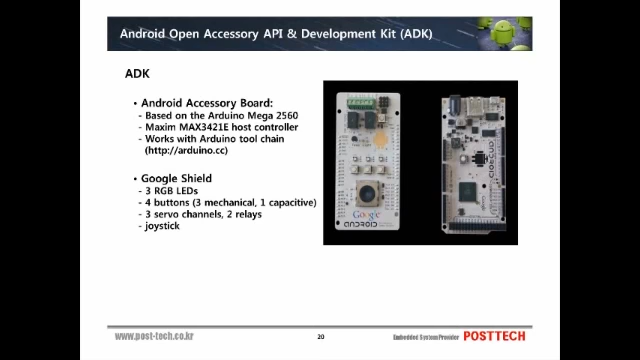 Android Open Accessory API & Development Kit (ADK)
ADK
• Android Accessory Board:
- Based on the Arduino Mega 2560
- Maxim MAX3421E host controller
- Works with Arduino tool chain
(http://arduino.cc)
• Google Shield
- 3 RGB LEDs
- 4 buttons (3 mechanical, 1 capacitive)
- 3 servo channels, 2 relays
- joystick
Google
ANDROID
www.post-tech.co.kr
20
Embedded System Provider POSTTECH